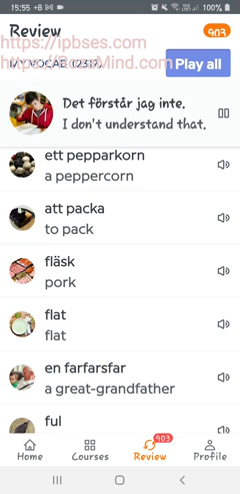 15:55
100%
Review
903
https://ipbses.com
MY VOCAB (2317)
Play all
Det förstår jag inte.
I don't understand that.
ett pepparkorn
a peppercorn
att packa
to pack
fläsk
pork
flat
flat
en farfarsfar
a great-grandfather
ful
903
Home
Courses
Review
Profile